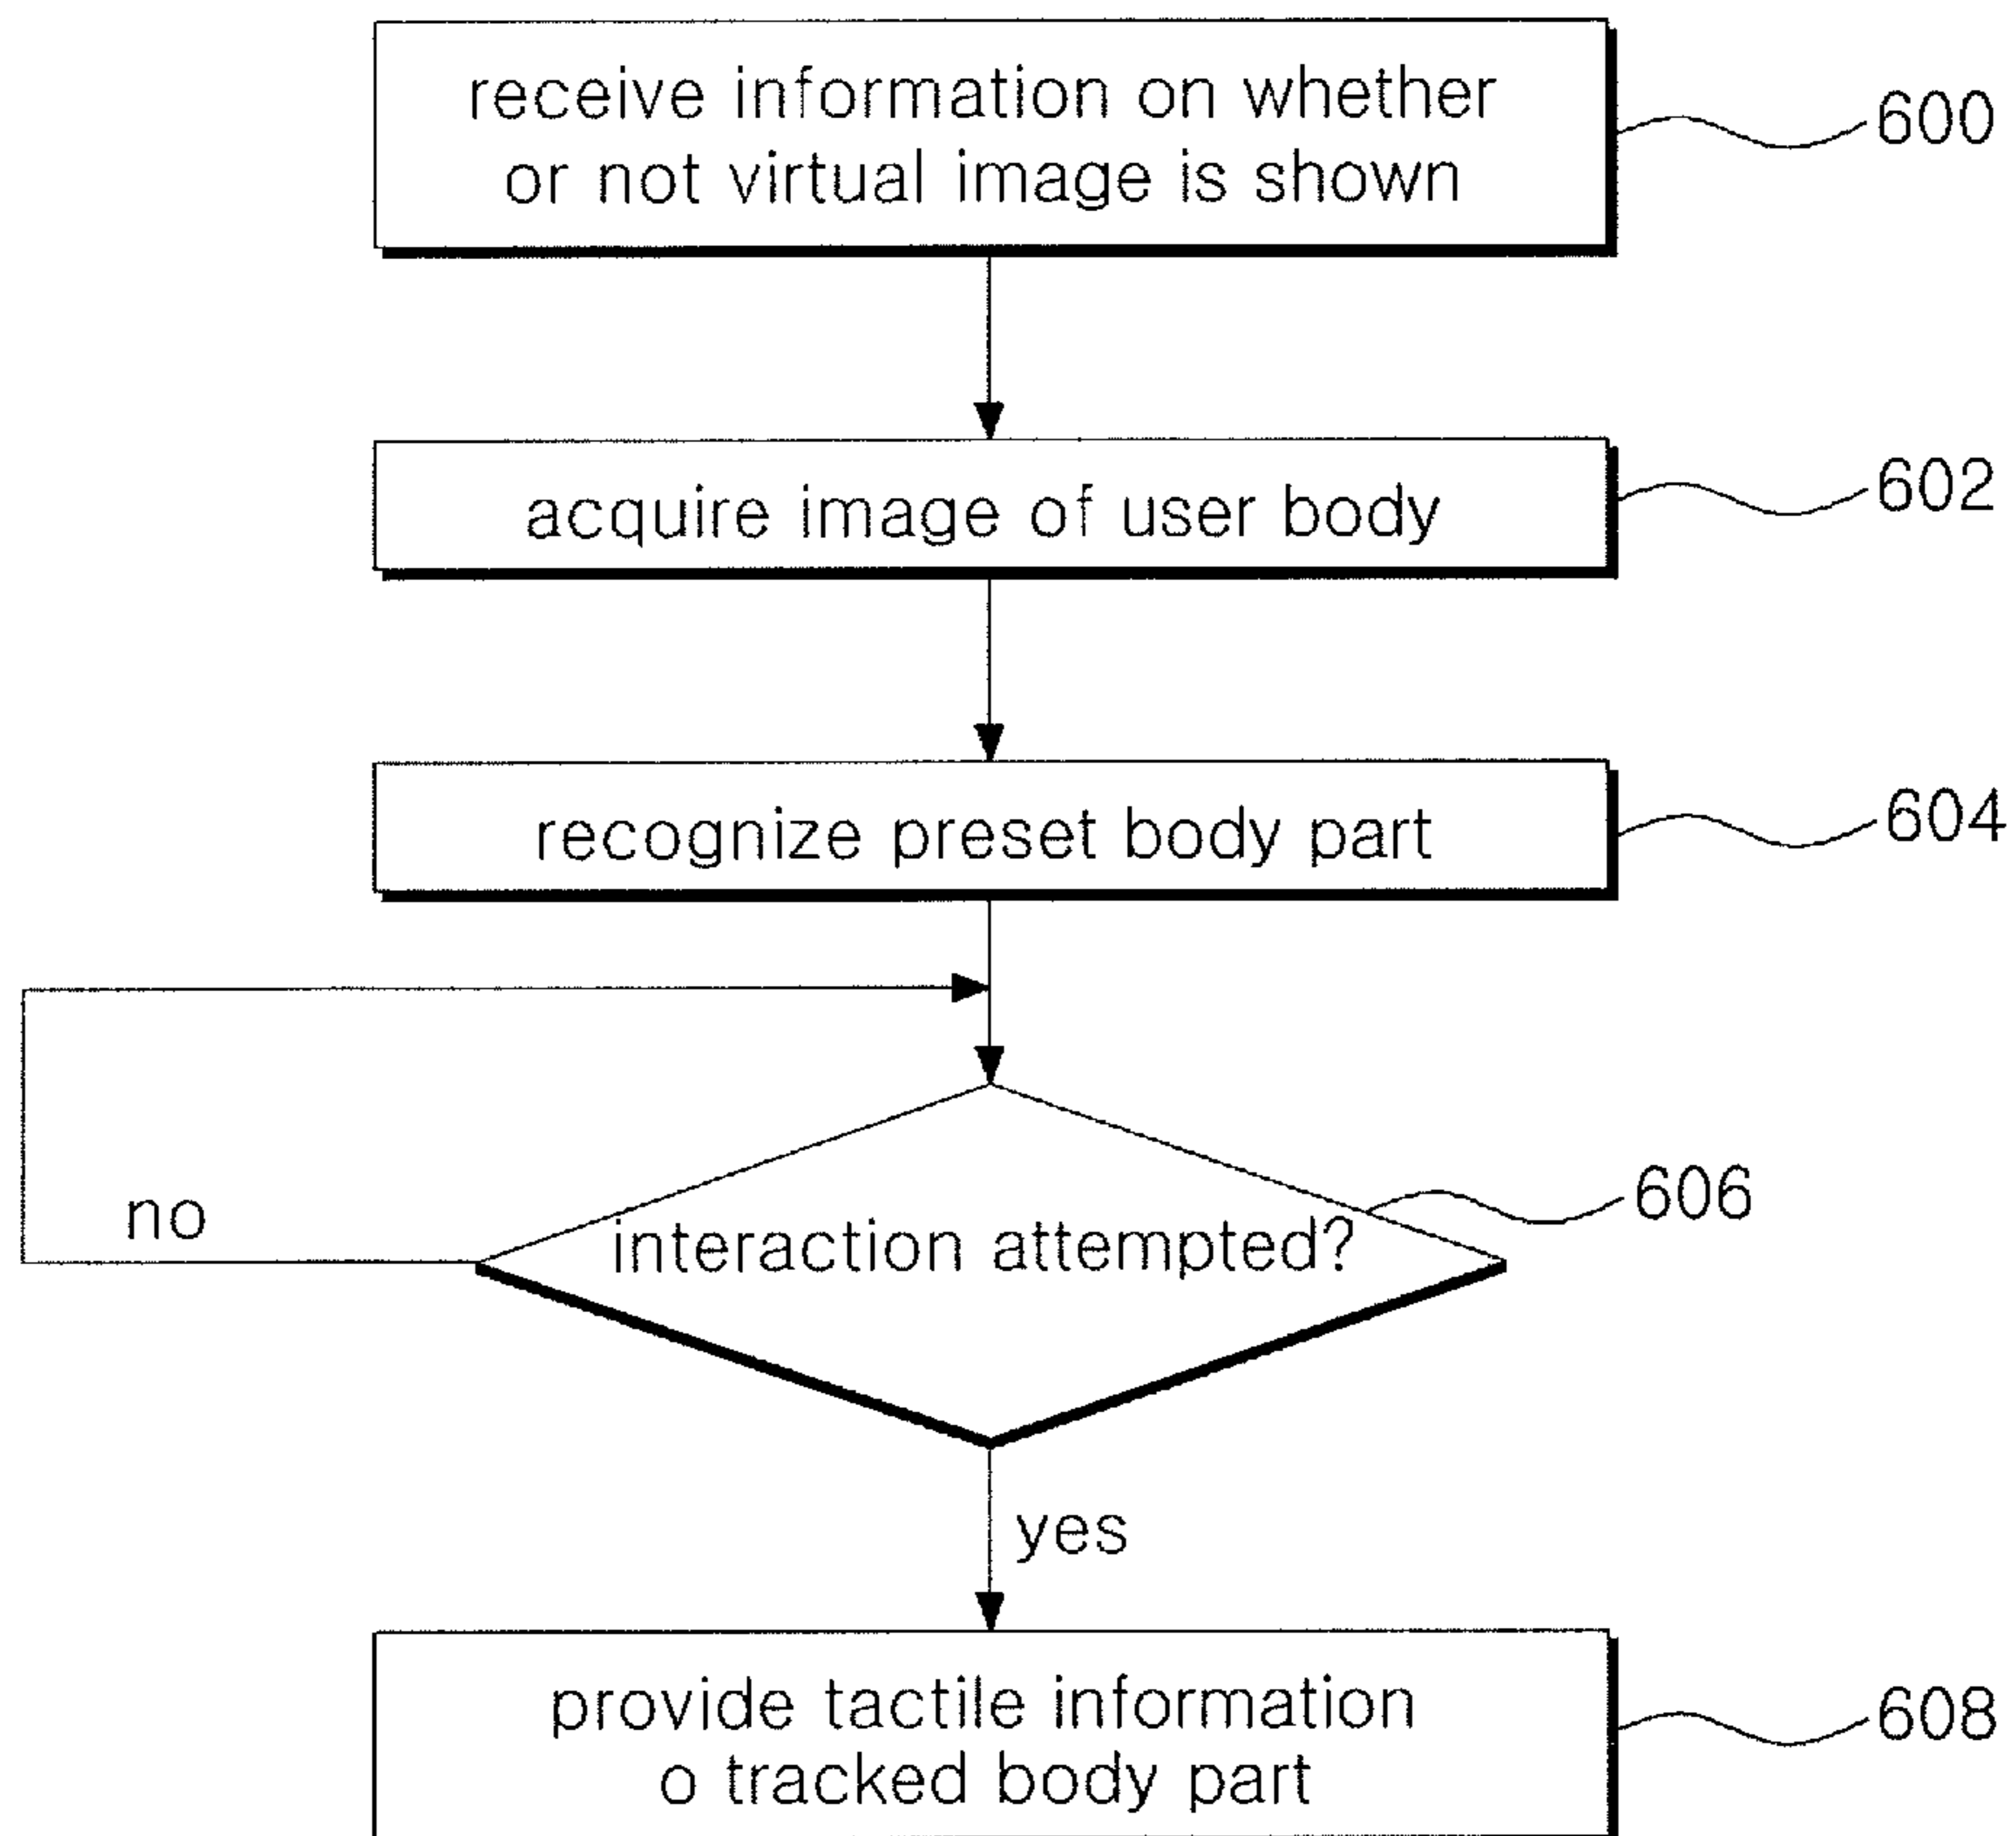 receive information on whether
or not virtual image is shown
600
acquire image of user body
602
recognize preset body part
604
no
interaction attempted?
606
yes
provide tactile information
o tracked body part
608